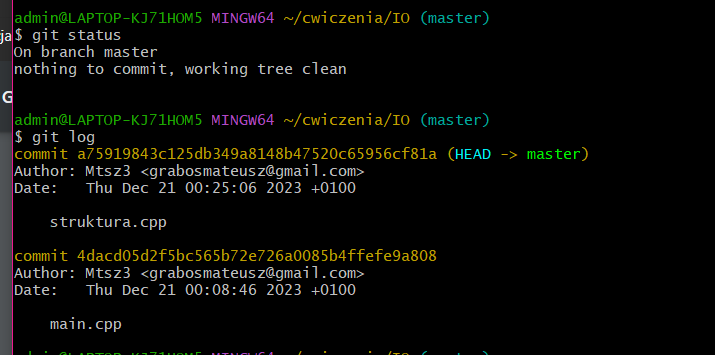 ja
admin@LAPTOP-KJ71HOM5 MINGW64 ~/cwiczenia/IO (master)
$ git status
On branch master
nothing to commit, working tree clean
G
admin@LAPTOP-KJ71HOM5 MINGW64 ~/cwiczenia/IO (master)
$ git log
commit a75919843c125db349a8148b47520c65956cf81a (HEAD -> master)
Author: Mtsz3 <grabosmateusz@gmail.com>
Date:   Thu Dec 21 00:25:06 2023 +0100
    struktura.cpp
commit 4dacd05d2f5bc565b72e726a0085b4ffefe9a808
Author: Mtsz3 <grabosmateusz@gmail.com>
Date:   Thu Dec 21 00:08:46 2023 +0100
    main.cpp